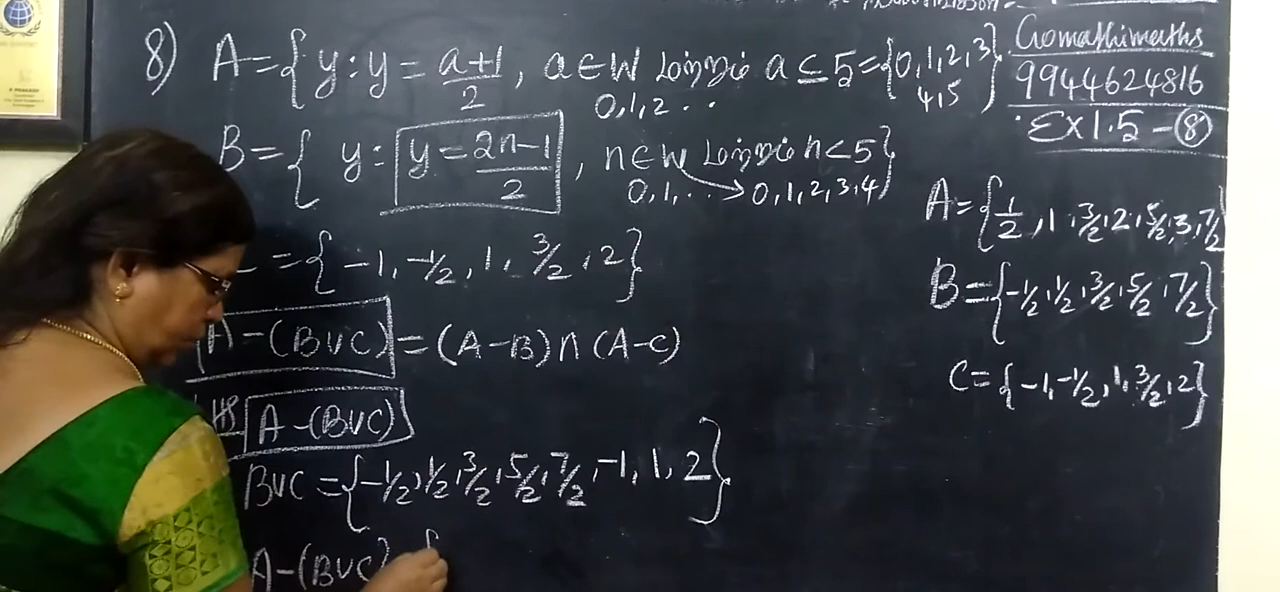 8) A={ y : y = a+1/2, a∈W மற்றும் a ≤ 5 = {0,1,2,3
4,5}
0,1,2 . .
B={ y : y = 2n-1/2, n∈W மற்றும் n<5}
0,1, . . → 0,1,2,3,4
={ -1, -1/2, 1, 3/2, 2}
A-(B∪C) = (A-B)∩(A-C)
A-(B∪C)
B∪C = {-1/2, 1/2, 3/2, 5/2, 7/2, -1, 1, 2}
A-(B∪C) {
Gomathimaths
9944624816
EX 1.5 - 8
A={1/2, 1, 3/2, 2, 5/2, 3, 7/2
B={-1/2, 1/2, 3/2, 5/2, 7/2}
C={-1, -1/2, 1, 3/2, 2}